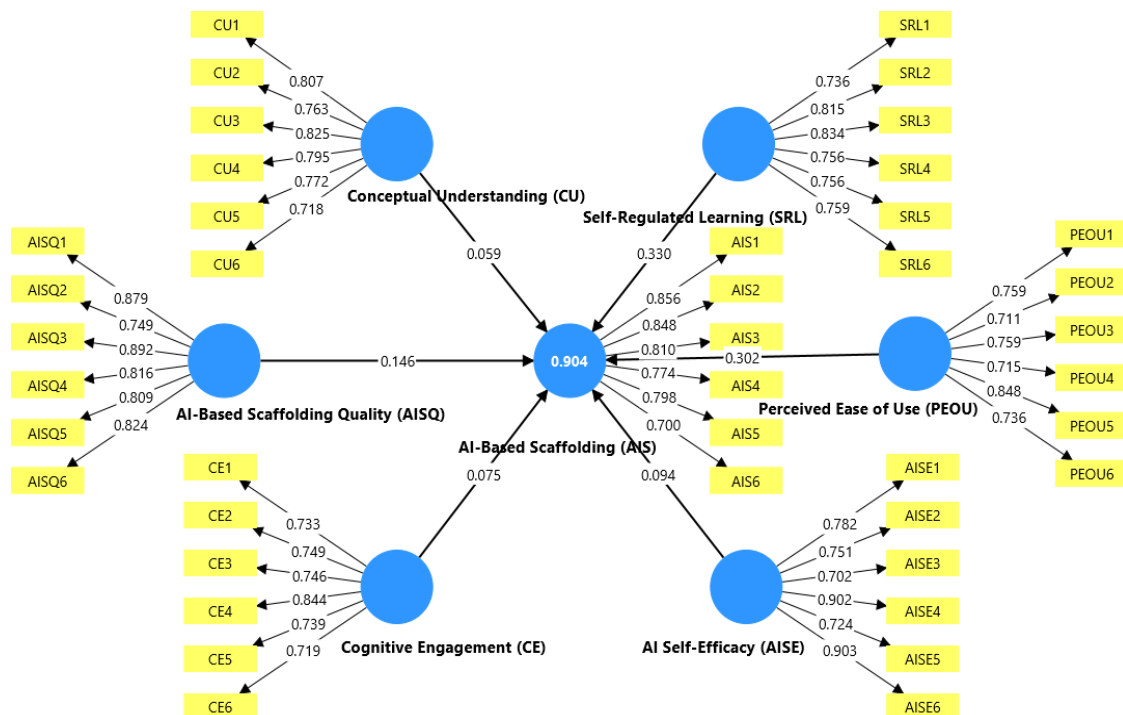 CU1
CU2
CU3
CU4
CU5
CU6
0.807
0.763
0.825
0.795
0.772
0.718
Conceptual Understanding (CU)
0.059
SRL1
SRL2
SRL3
SRL4
SRL5
SRL6
0.736
0.815
0.834
0.756
0.756
0.759
Self-Regulated Learning (SRL)
0.330
AISQ1
AISQ2
AISQ3
AISQ4
AISQ5
AISQ6
0.879
0.749
0.892
0.816
0.809
0.824
AI-Based Scaffolding Quality (AISQ)
0.146
0.904
AI-Based Scaffolding (AIS)
AIS1
AIS2
AIS3
AIS4
AIS5
AIS6
0.856
0.848
0.810
0.774
0.798
0.700
0.302
PEOU1
PEOU2
PEOU3
PEOU4
PEOU5
PEOU6
0.759
0.711
0.759
0.715
0.848
0.736
Perceived Ease of Use (PEOU)
CE1
CE2
CE3
CE4
CE5
CE6
0.733
0.749
0.746
0.844
0.739
0.719
Cognitive Engagement (CE)
0.075
AISE1
AISE2
AISE3
AISE4
AISE5
AISE6
0.782
0.751
0.702
0.902
0.724
0.903
AI Self-Efficacy (AISE)
0.094